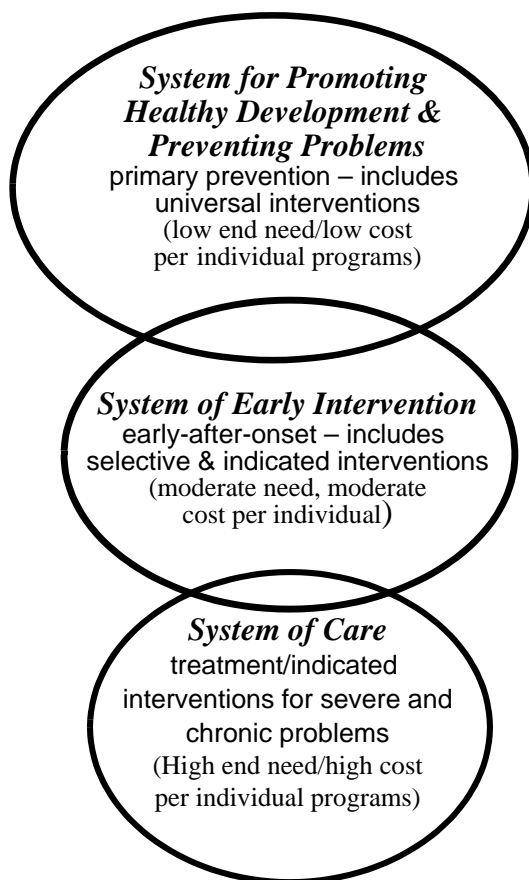 System for Promoting
Healthy Development &
Preventing Problems
primary prevention – includes
universal interventions
(low end need/low cost
per individual programs)
System of Early Intervention
early-after-onset – includes
selective & indicated interventions
(moderate need, moderate
cost per individual)
System of Care
treatment/indicated
interventions for severe and
chronic problems
(High end need/high cost
per individual programs)